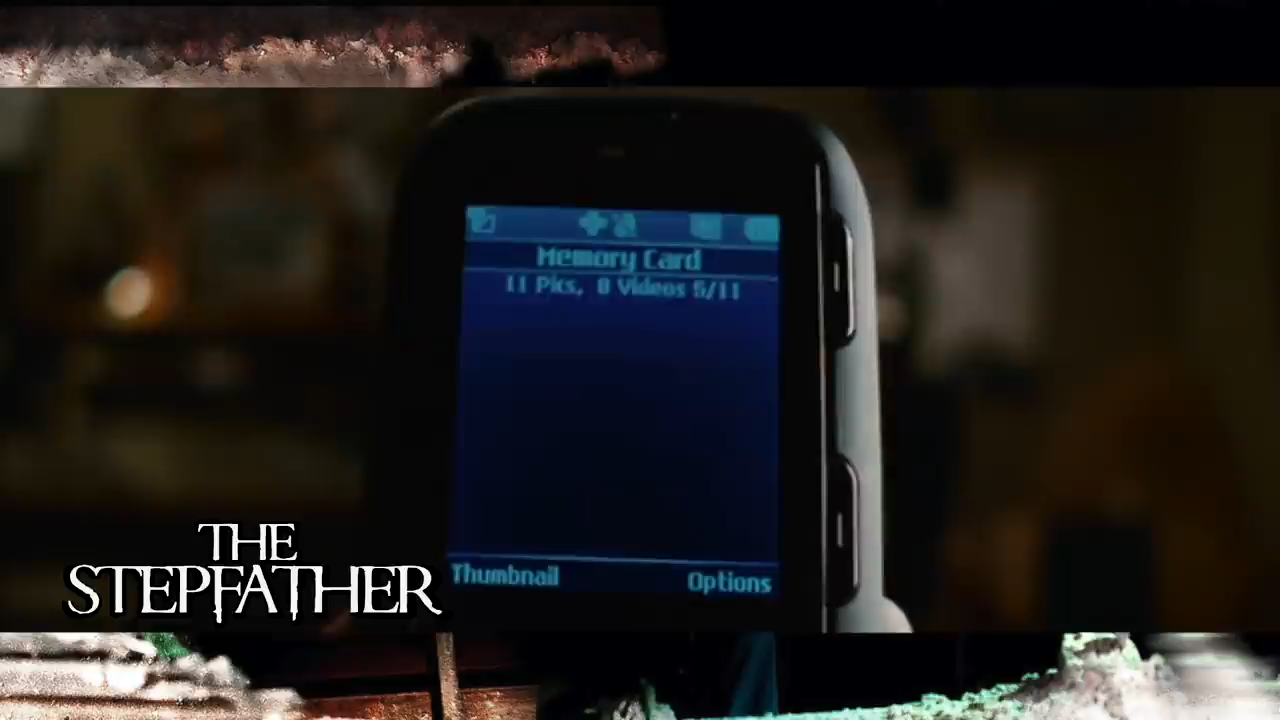 Memory Card
11 Pics, 0 Videos 5/11
Thumbnail
Options
THE
STEPFATHER